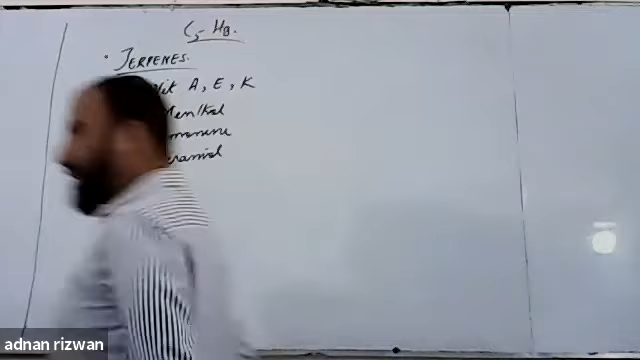 C5 H8.
TERPENES.
Vit A, E, K
Menthol
adnan rizwan